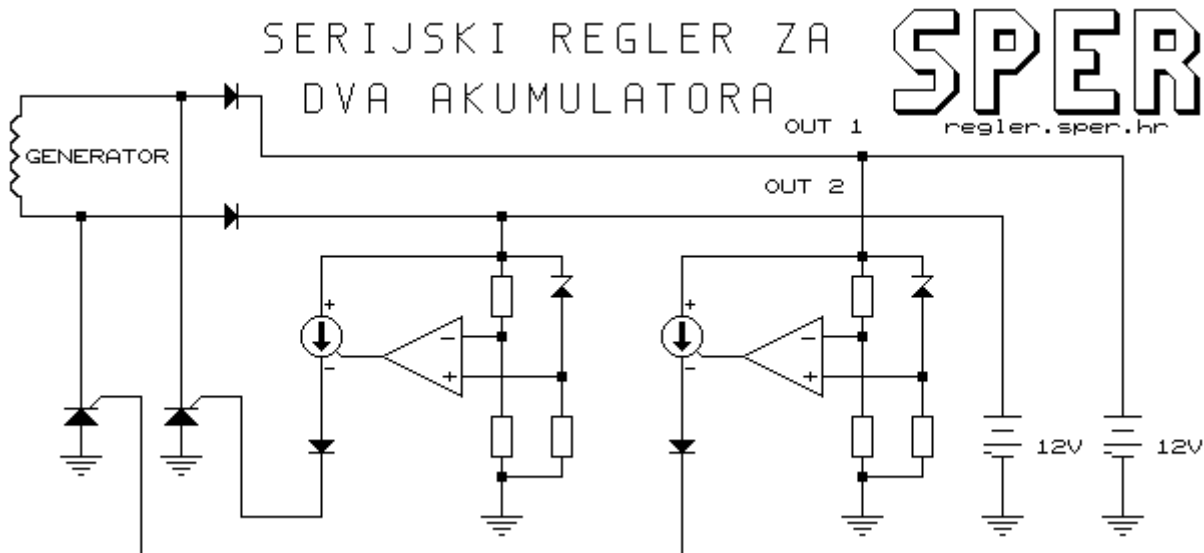 SERIJSKI REGLER ZA
DVA AKUMULATORA
SPER
regler.sper.hr
OUT 1
GENERATOR
OUT 2
+
+
-
-
+
+
-
-
12V
12V